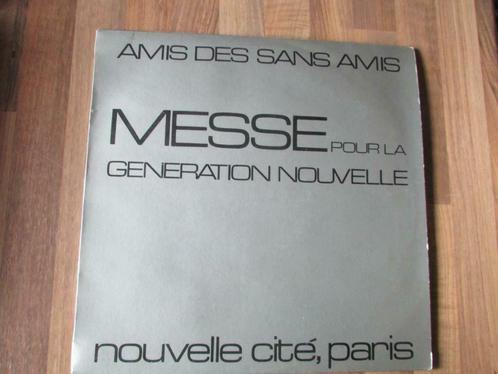 AMIS DES SANS AMIS
MESSE POUR LA
GENERATION NOUVELLE
nouvelle cité, paris